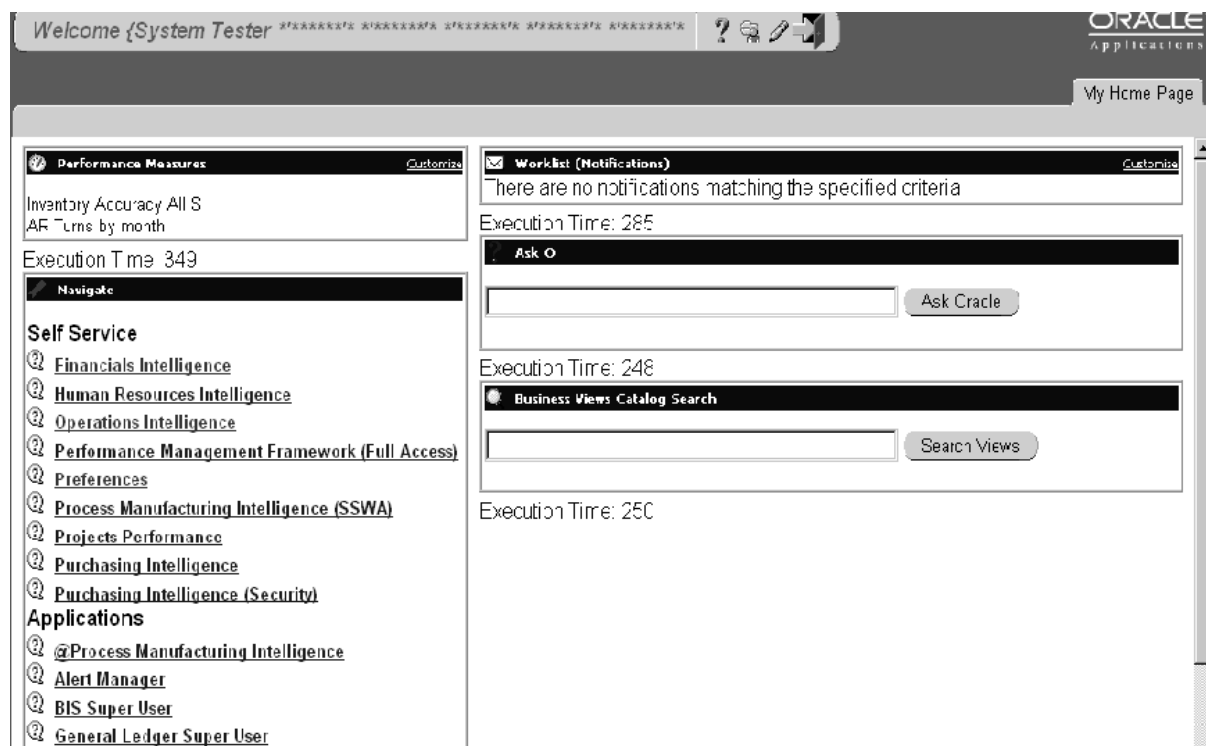 Welcome {System Tester
ORACLE
Applications
My Home Page
Performance Measures Customize
Inventory Accuracy All S
AR Turns by month
Execution Time: 349
Navigate
Self Service
Financials Intelligence
Human Resources Intelligence
Operations Intelligence
Performance Management Framework (Full Access)
Preferences
Process Manufacturing Intelligence (SSWA)
Projects Performance
Purchasing Intelligence
Purchasing Intelligence (Security)
Applications
@Process Manufacturing Intelligence
Alert Manager
BIS Super User
General Ledger Super User
Worklist (Notifications) Customize
There are no notifications matching the specified criteria
Execution Time: 285
Ask O
Ask Oracle
Execution Time: 248
Business Views Catalog Search
Search Views
Execution Time: 250